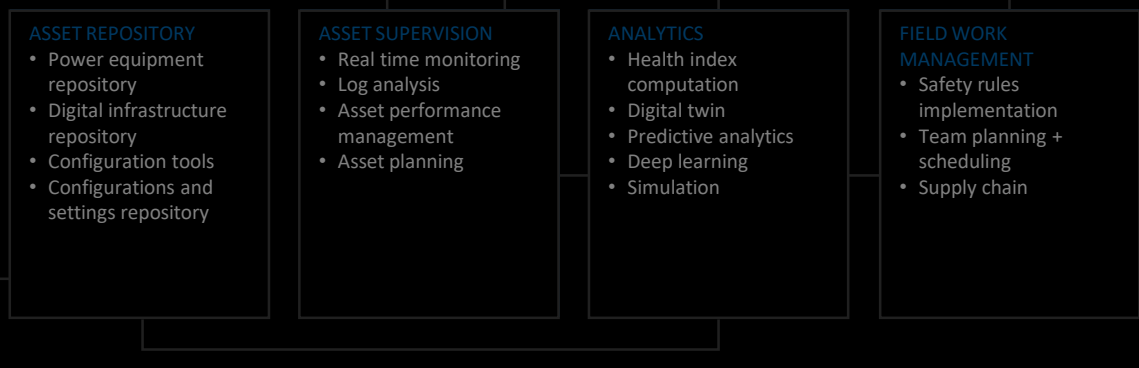 ASSET REPOSITORY
• Power equipment
repository
• Digital infrastructure
repository
• Configuration tools
• Configurations and
settings repository
ASSET SUPERVISION
• Real time monitoring
• Log analysis
• Asset performance
management
• Asset planning
ANALYTICS
• Health index
computation
• Digital twin
• Predictive analytics
• Deep learning
• Simulation
FIELD WORK
MANAGEMENT
• Safety rules
implementation
• Team planning +
scheduling
• Supply chain